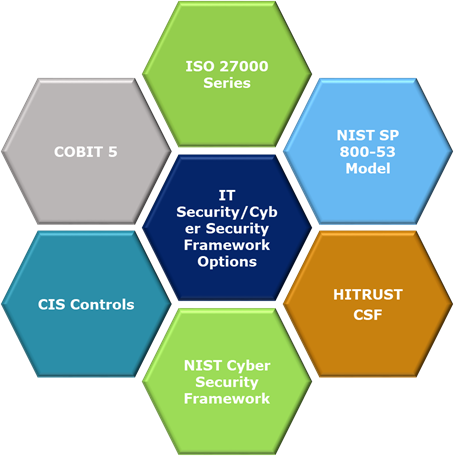 ISO 27000
Series
COBIT 5
NIST SP
800-53
Model
IT
Security/Cyb
er Security
Framework
Options
CIS Controls
HITRUST
CSF
NIST Cyber
Security
Framework